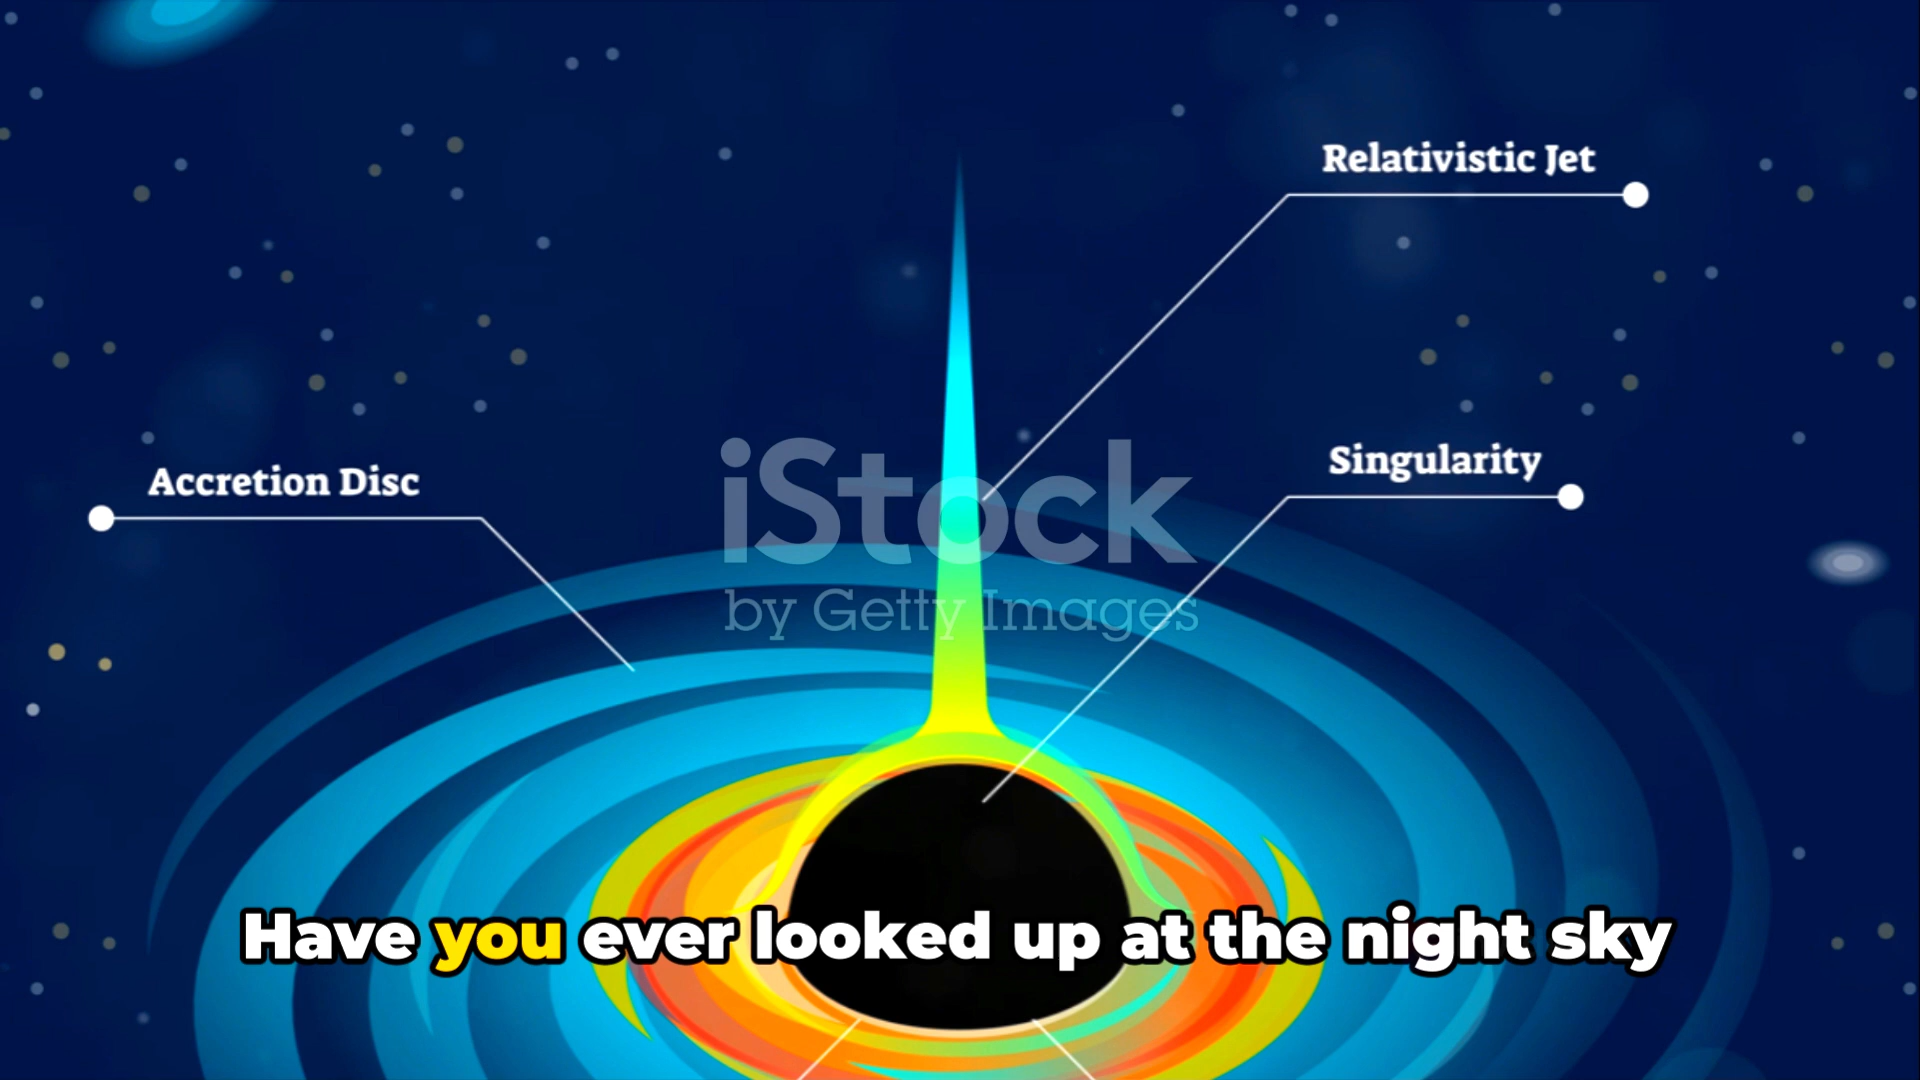 Relativistic Jet
Singularity
Accretion Disc
iStock
by Getty Images
Have you ever looked up at the night sky